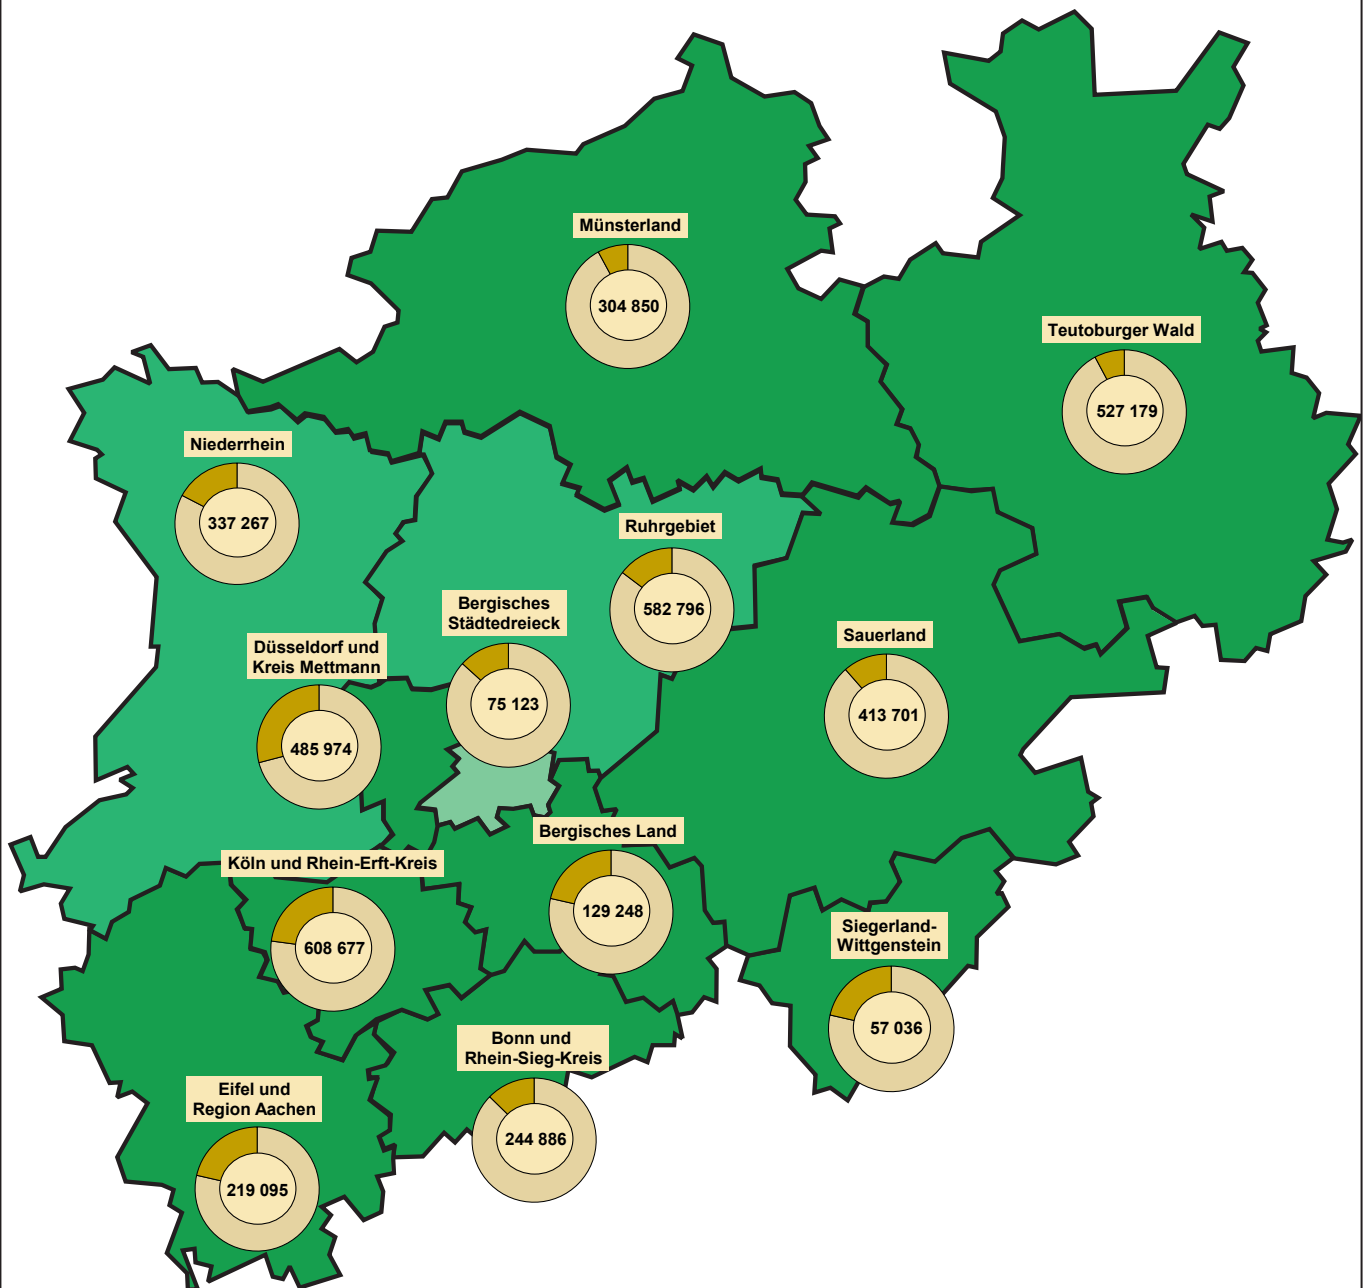 Münsterland
304 850
Teutoburger Wald
527 179
Niederrhein
337 267
Ruhrgebiet
582 796
Bergisches
Städtedreieck
75 123
Düsseldorf und
Kreis Mettmann
485 974
Sauerland
413 701
Bergisches Land
129 248
Köln und Rhein-Erft-Kreis
608 677
Siegerland-
Wittgenstein
57 036
Bonn und
Rhein-Sieg-Kreis
244 886
Eifel und
Region Aachen
219 095